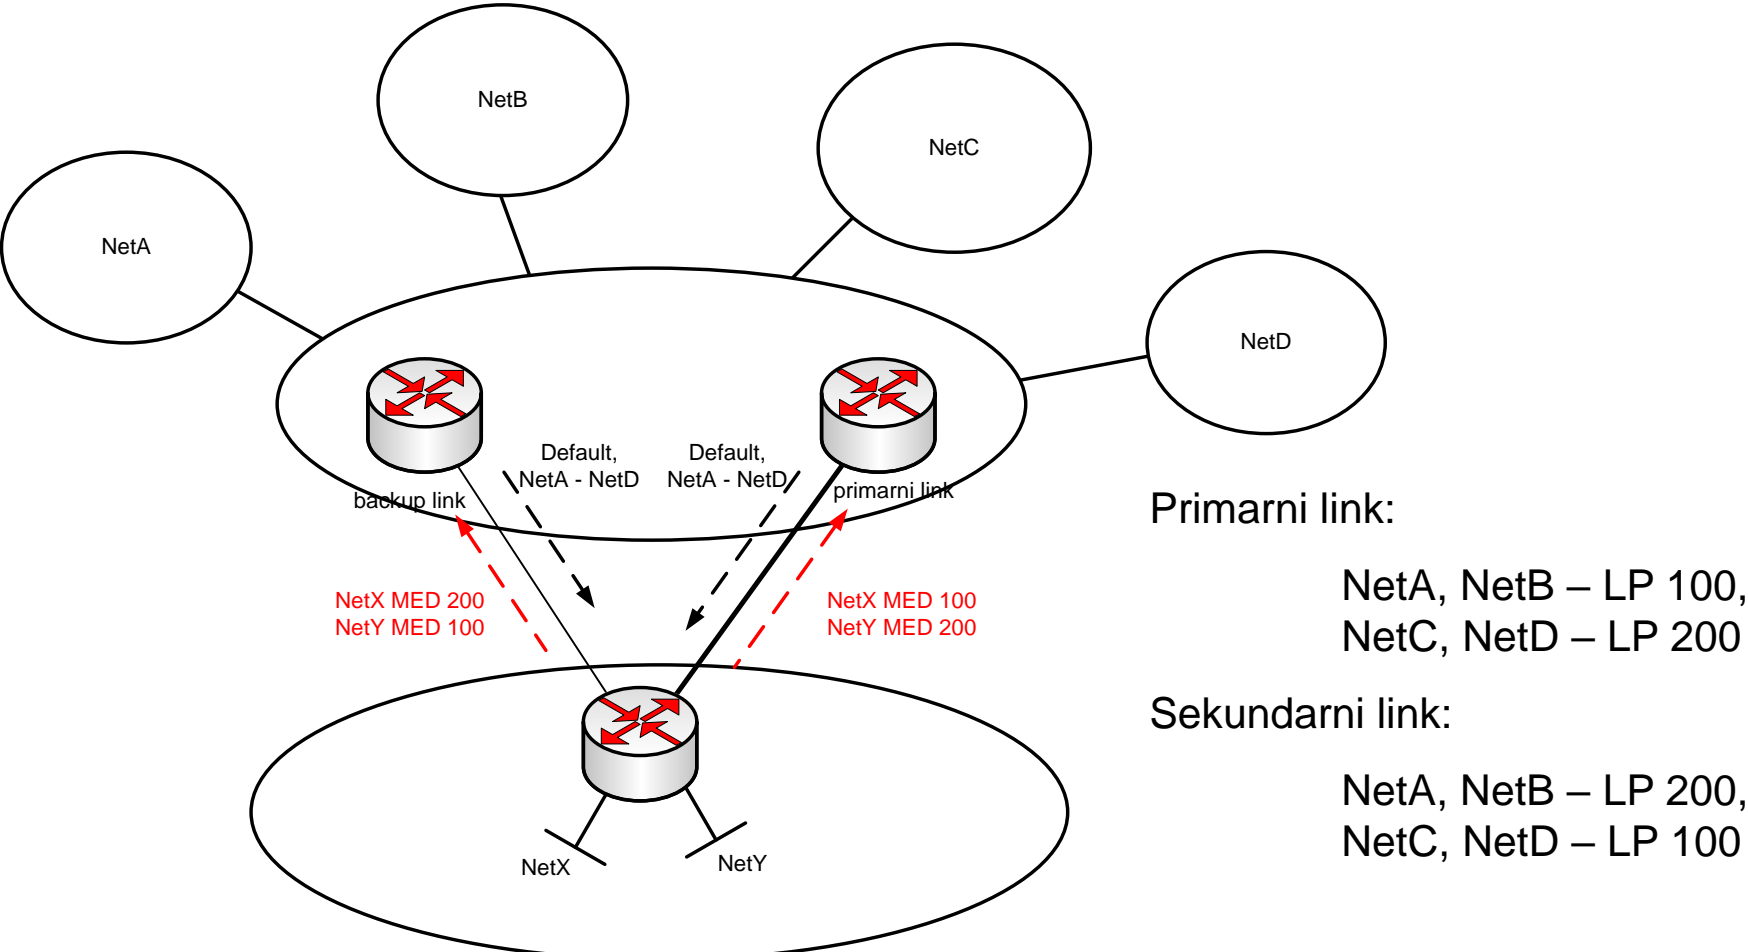 NetB
NetC
NetA
NetD
Default,
NetA - NetD
Default,
NetA - NetD
backup link
primarni link
NetX MED 200
NetY MED 100
NetX MED 100
NetY MED 200
NetX
NetY
Primarni link:
NetA, NetB – LP 100,
NetC, NetD – LP 200
Sekundarni link:
NetA, NetB – LP 200,
NetC, NetD – LP 100